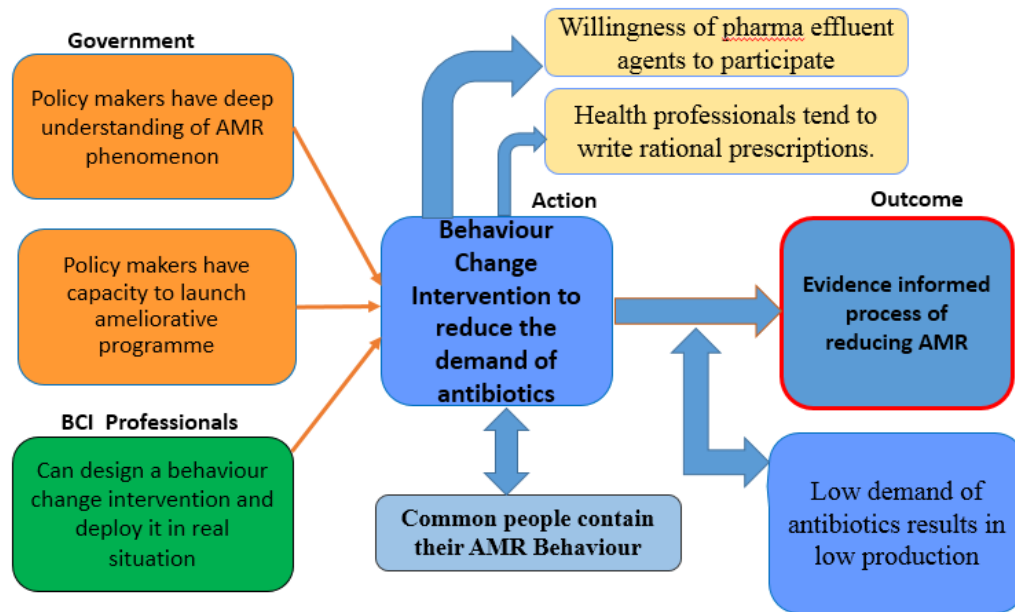 Government
Policy makers have deep
understanding of AMR
phenomenon
Policy makers have
capacity to launch
ameliorative
programme
BCI Professionals
Can design a behaviour
change intervention and
deploy it in real
situation
Willingness of pharma effluent
agents to participate
Health professionals tend to
write rational prescriptions.
Action
Behaviour
Change
Intervention to
reduce the
demand of
antibiotics
Common people contain
their AMR Behaviour
Outcome
Evidence informed
process of
reducing AMR
Low demand of
antibiotics results in
low production